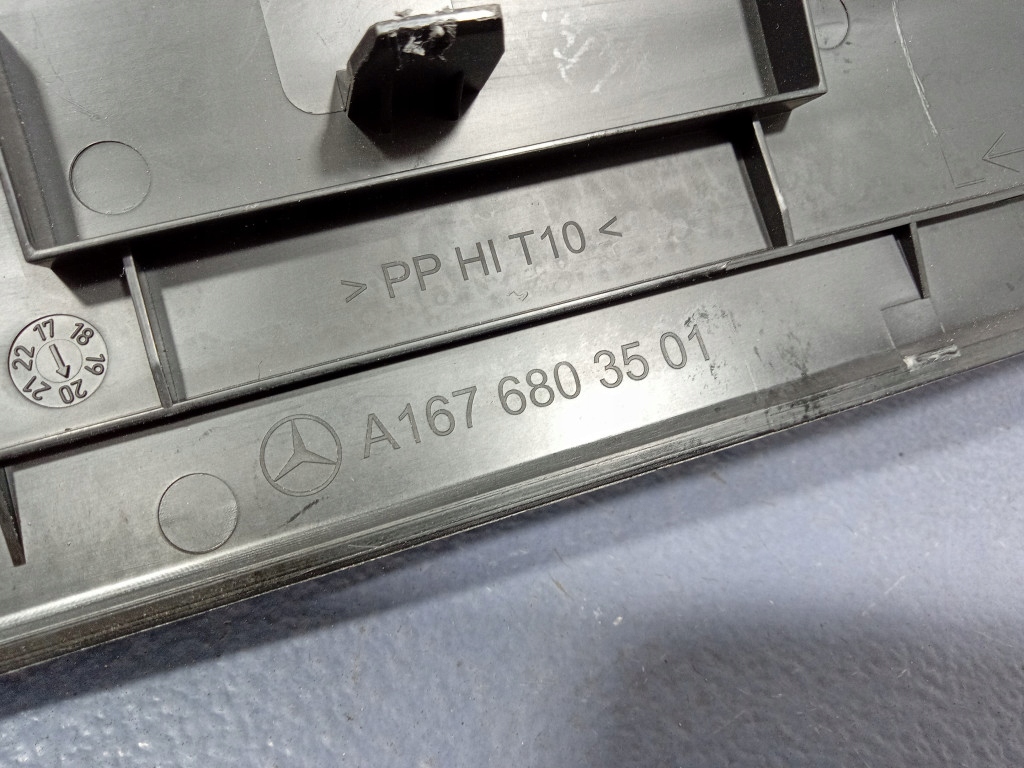 > PP HI T10 <
17 18 19 20 21 22
A167 680 35 01